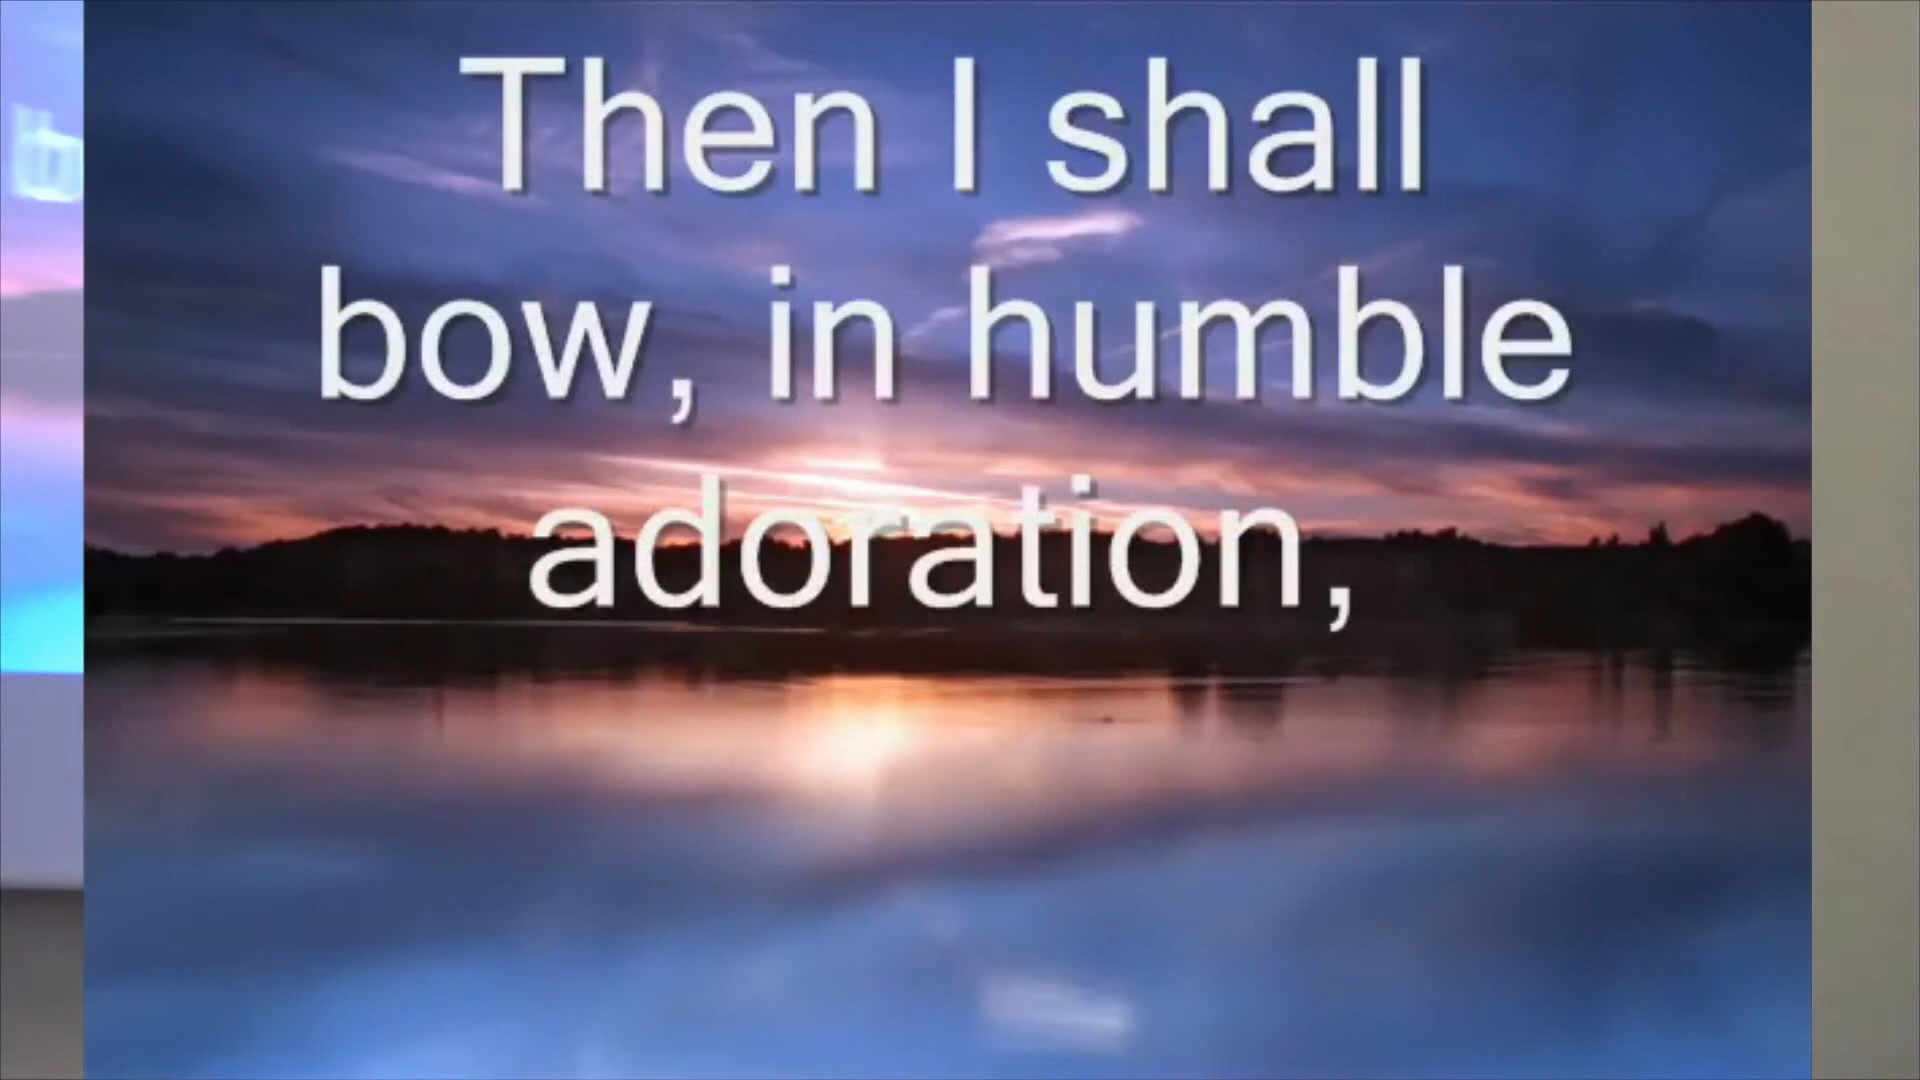 Then I shall
bow, in humble
adoration,